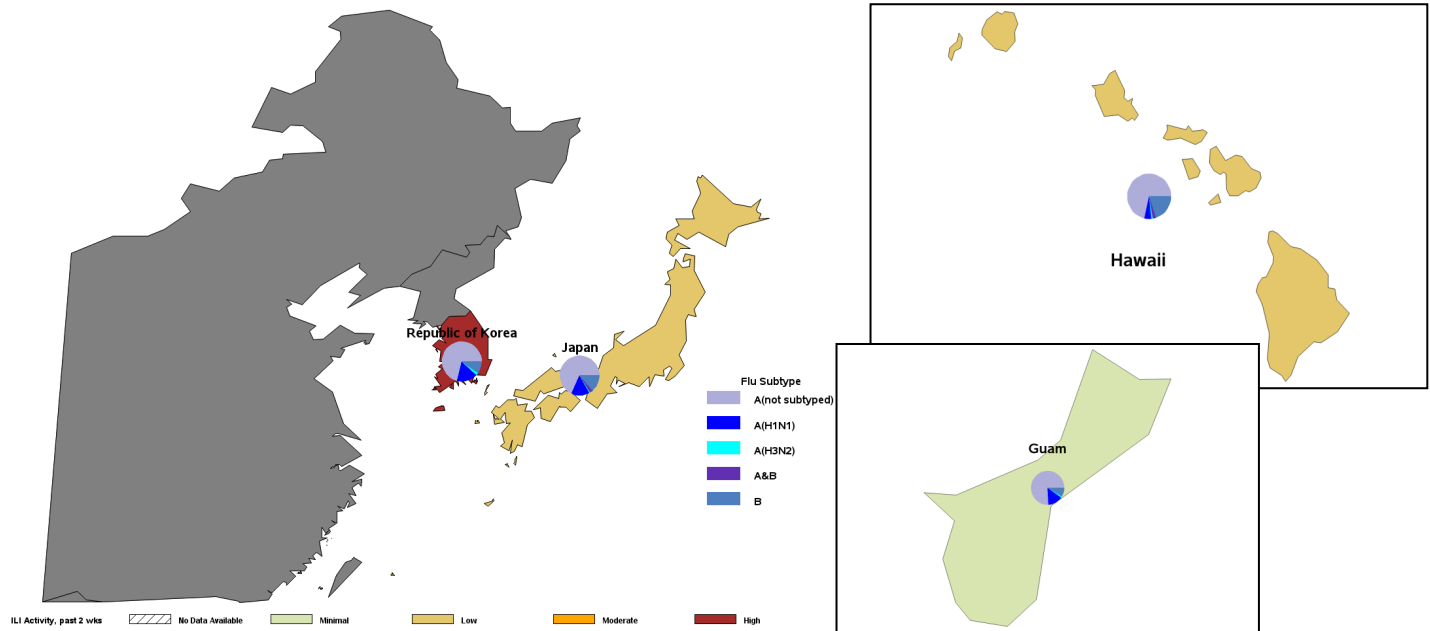 Republic of Korea
Japan
Flu Subtype
A(not subtyped)
A(H1N1)
A(H3N2)
A&B
B
Hawaii
Guam
ILI Activity, past 2 wks
No Data Available
Minimal
Low
Moderate
High